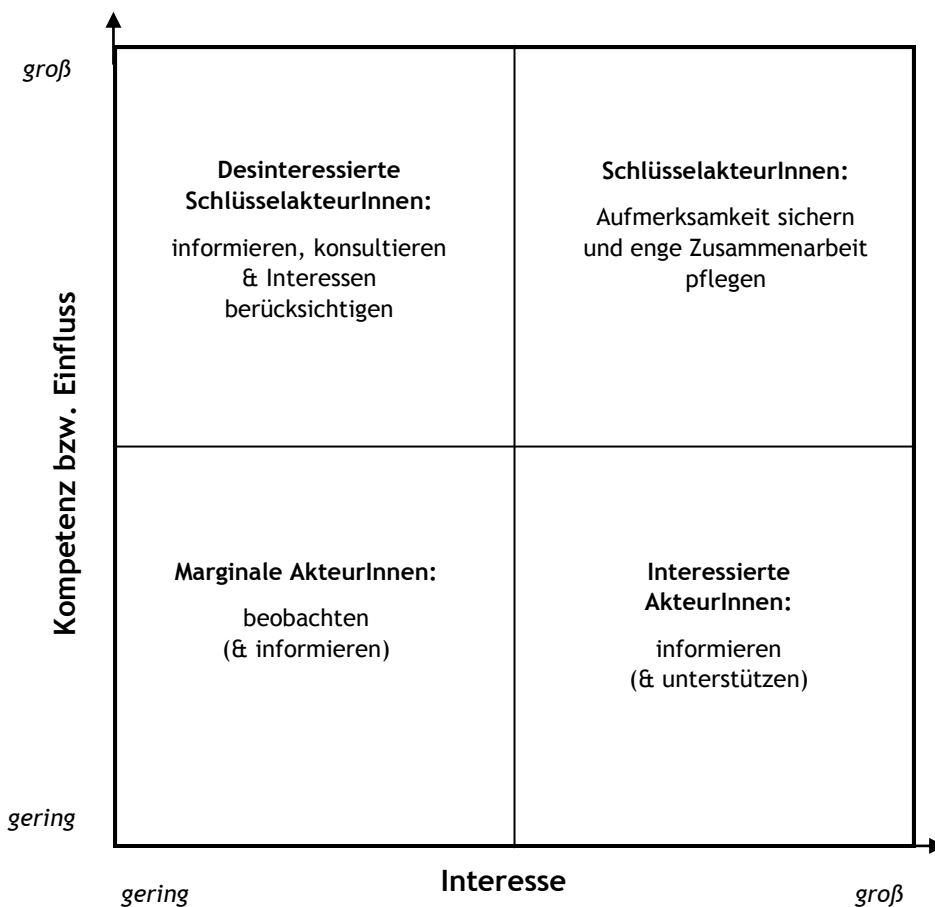 groß
Desinteressierte
SchlüsselakteurInnen:
informieren, konsultieren
& Interessen
berücksichtigen
SchlüsselakteurInnen:
Aufmerksamkeit sichern
und enge Zusammenarbeit
pflegen
Kompetenz bzw. Einfluss
Marginale AkteurInnen:
beobachten
(& informieren)
Interessierte
AkteurInnen:
informieren
(& unterstützen)
gering
gering
Interesse
groß